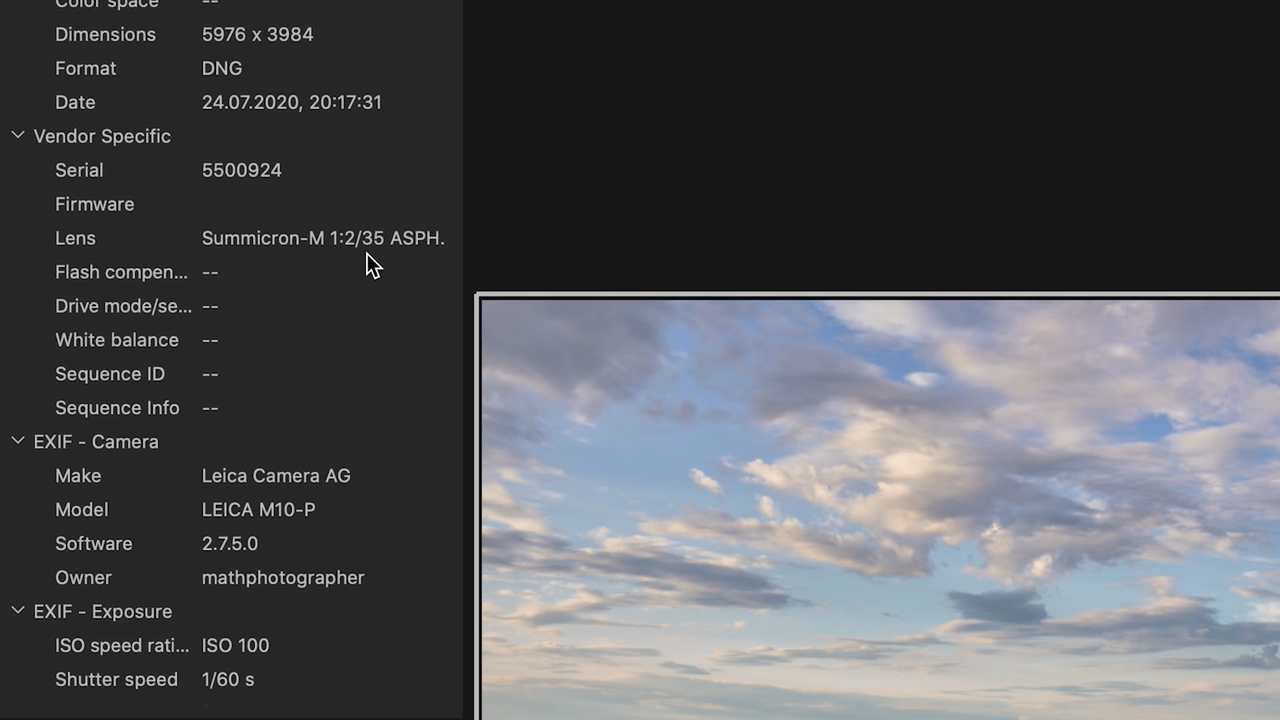 Color space --
Dimensions 5976 x 3984
Format DNG
Date 24.07.2020, 20:17:31
Vendor Specific
Serial 5500924
Firmware
Lens Summicron-M 1:2/35 ASPH.
Flash compen... --
Drive mode/se... --
White balance --
Sequence ID --
Sequence Info --
EXIF - Camera
Make Leica Camera AG
Model LEICA M10-P
Software 2.7.5.0
Owner mathphotographer
EXIF - Exposure
ISO speed rati... ISO 100
Shutter speed 1/60 s